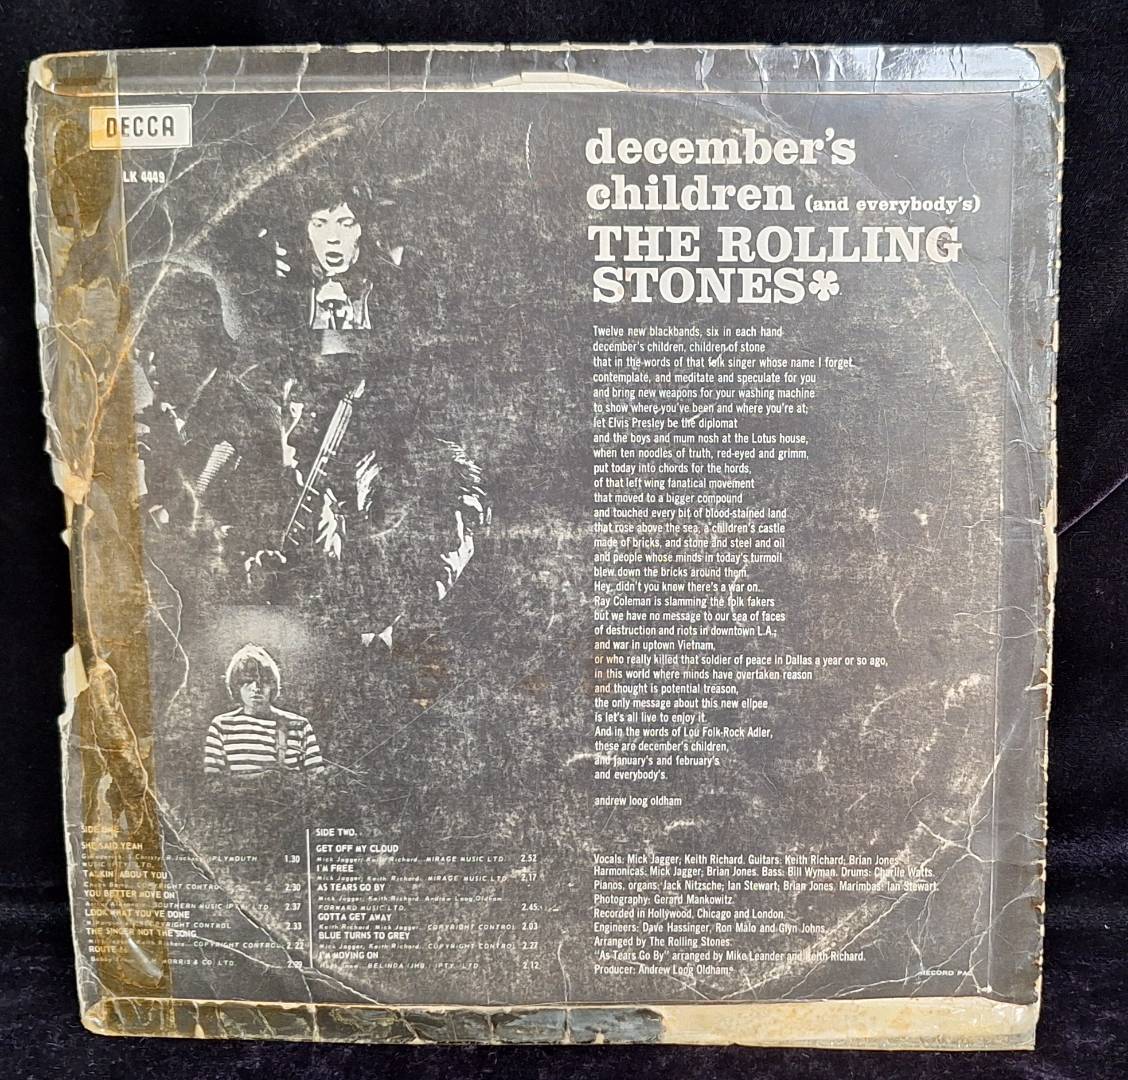 DECCA
LK 4449
december's
children (and everybody's)
THE ROLLING
STONES*
Twelve new blackbands, six in each hand
december's children, children of stone
that in the words of that folk singer whose name I forget
contemplate, and meditate and speculate for you
and bring new weapons for your washing machine
to show where you've been and where you're at;
let Elvis Presley be the diplomat
and the boys and mum nosh at the Lotus house,
when ten noodles of truth, red-eyed and grimm,
put today into chords for the hords,
of that left wing fanatical movement
that moved to a bigger compound
and touched every bit of blood-stained land
that rose above the sea, a children's castle
made of bricks, and stone and steel and oil
and people whose minds in today's turmoil
blew down the bricks around them.
Hey, didn't you know there's a war on.
Ray Coleman is slamming the folk fakers
but we have no message to our sea of faces
of destruction and riots in downtown L.A.;
and war in uptown Vietnam,
or who really killed that soldier of peace in Dallas a year or so ago,
in this world where minds have overtaken reason
and thought is potential treason,
the only message about this new ellpee
is let's all live to enjoy it.
And in the words of Lou Folk-Rock Adler,
these are december's children,
and january's and february's
and everybody's.
andrew loog oldham
SIDE ONE
SHE SAID YEAH
PLYMOUTH 1.30
MUSIC PTY. LTD.
TALKIN' ABOUT YOU
Chuck Berry. COPYRIGHT CONTROL 2.30
YOU BETTER MOVE ON
SOUTHERN MUSIC LTD. 2.37
LOOK WHAT YOU'VE DONE
COPYRIGHT CONTROL 2.33
THE SINGER NOT THE SONG
COPYRIGHT CONTROL 2.22
ROUTE
MORRIS & CO. LTD.
SIDE TWO.
GET OFF MY CLOUD
Mick Jagger; Keith Richard. MIRAGE MUSIC LTD. 2.52
I'M FREE
Mick Jagger; Keith Richard. MIRAGE MUSIC LTD. 2.17
AS TEARS GO BY
Mick Jagger; Keith Richard, Andrew Loog Oldham
FORWARD MUSIC LTD. 2.45
GOTTA GET AWAY
Keith Richard, Mick Jagger. COPYRIGHT CONTROL 2.03
BLUE TURNS TO GREY
Mick Jagger, Keith Richard. COPYRIGHT CONTROL 2.27
I'M MOVING ON
BELINDA PTY. LTD. 2.12
Vocals: Mick Jagger; Keith Richard. Guitars: Keith Richard; Brian Jones.
Harmonicas: Mick Jagger; Brian Jones. Bass: Bill Wyman. Drums: Charlie Watts.
Pianos, organs: Jack Nitzsche; Ian Stewart; Brian Jones. Marimbas: Ian Stewart.
Photography: Gerard Mankowitz.
Recorded in Hollywood, Chicago and London.
Engineers: Dave Hassinger, Ron Malo and Glyn Johns.
Arranged by The Rolling Stones.
"As Tears Go By" arranged by Mike Leander and Keith Richard.
Producer: Andrew Loog Oldham*
RECORD